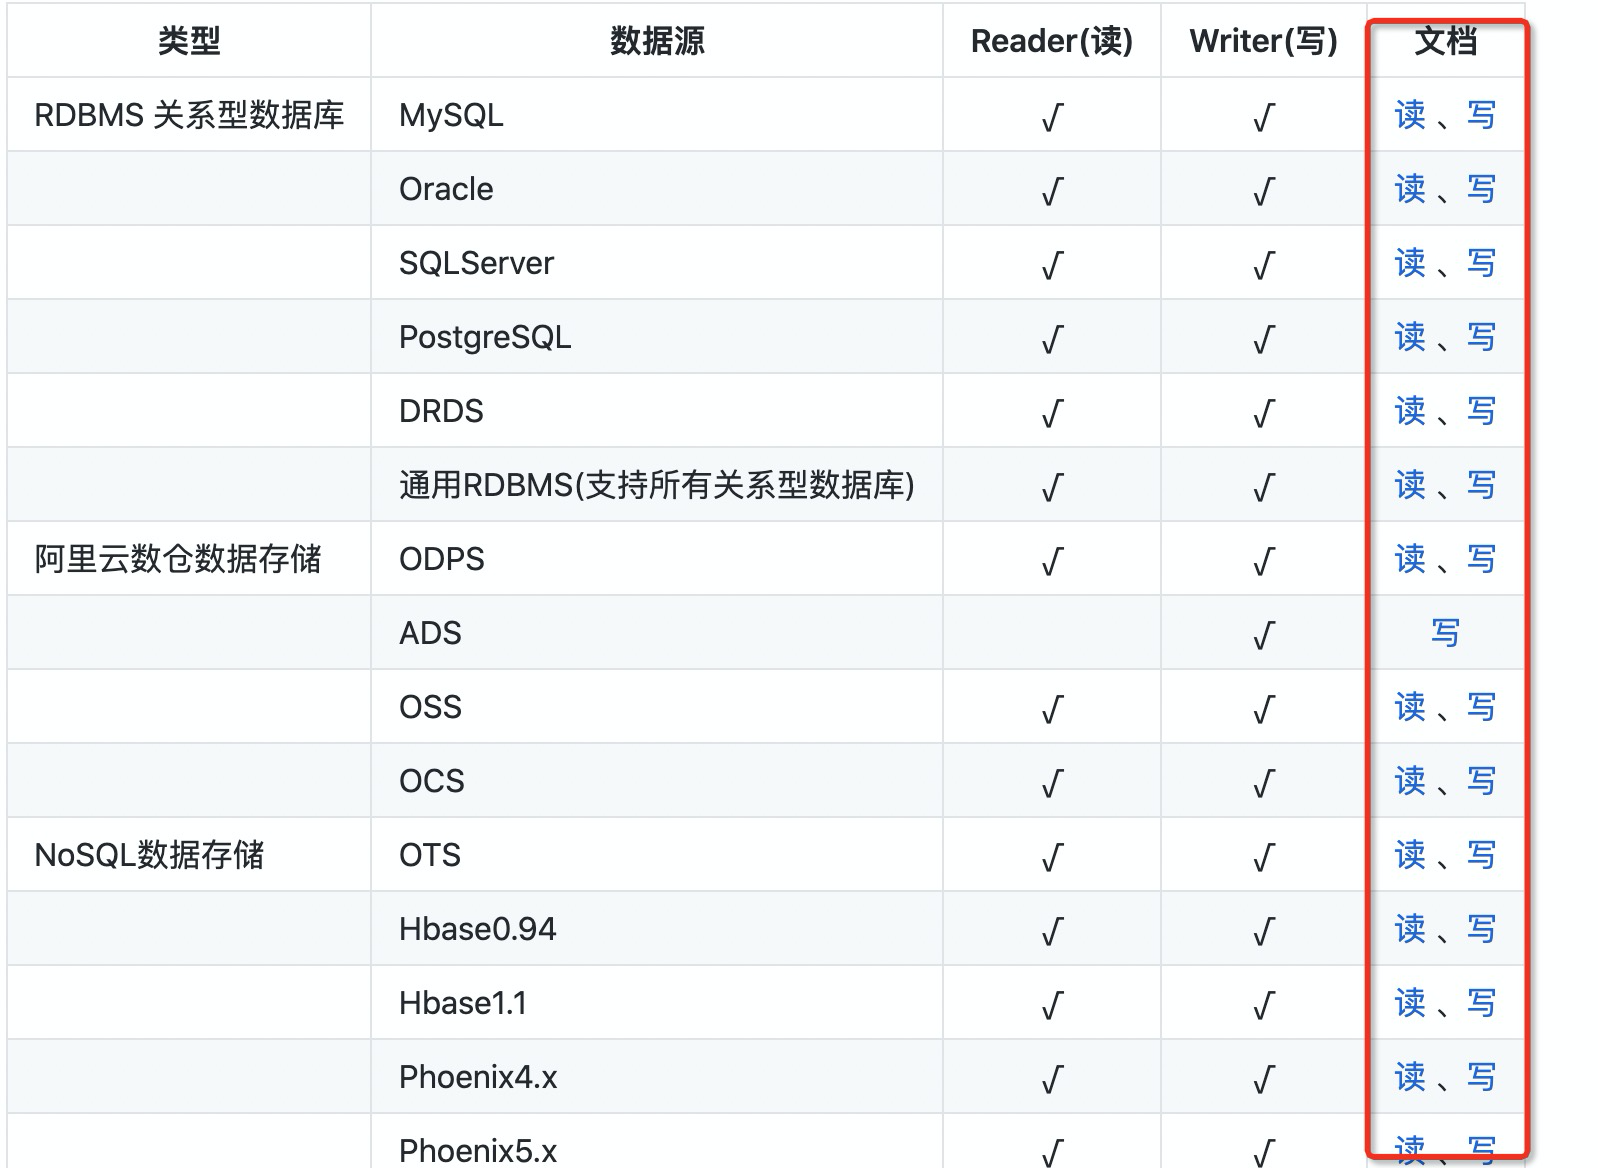 类型 数据源 Reader(读) Writer(写) 文档
RDBMS 关系型数据库 MySQL √ √ 读 、写
Oracle √ √ 读 、写
SQLServer √ √ 读 、写
PostgreSQL √ √ 读 、写
DRDS √ √ 读 、写
通用RDBMS(支持所有关系型数据库) √ √ 读 、写
阿里云数仓数据存储 ODPS √ √ 读 、写
ADS √ 写
OSS √ √ 读 、写
OCS √ √ 读 、写
NoSQL数据存储 OTS √ √ 读 、写
Hbase0.94 √ √ 读 、写
Hbase1.1 √ √ 读 、写
Phoenix4.x √ √ 读 、写
Phoenix5.x √ √ 读 、写